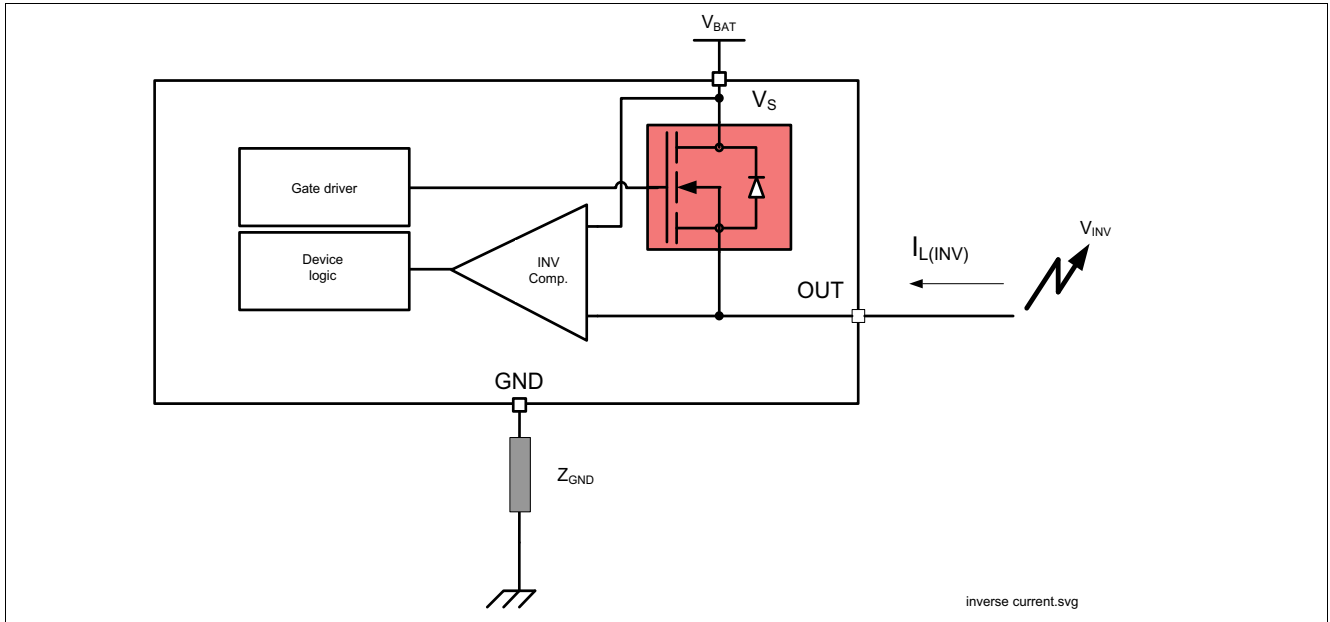 VBAT
VS
Gate driver
Device
logic
INV
Comp.
OUT
IL(INV)
VINV
GND
ZGND
inverse current.svg